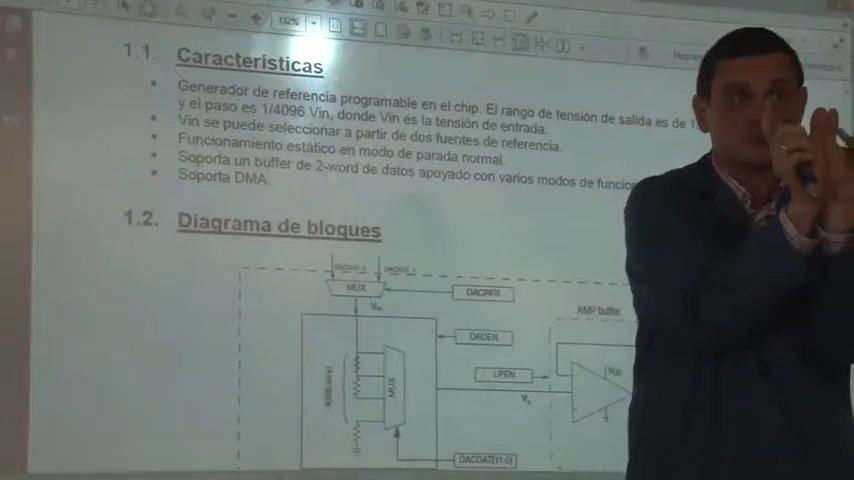 132%
1.1. Características
• Generador de referencia programable en el chip. El rango de tensión de salida es de 1
y el paso es 1/4096 Vin, donde Vin es la tensión de entrada.
• Vin se puede seleccionar a partir de dos fuentes de referencia.
• Funcionamiento estático en modo de parada normal.
• Soporta un buffer de 2-word de datos apoyado con varios modos de funcio
• Soporta DMA.
1.2. Diagrama de bloques
MUX
DACRFS
AMP buffer
DACEN
LPEN
MUX
VDD
DACDAT[11:0]